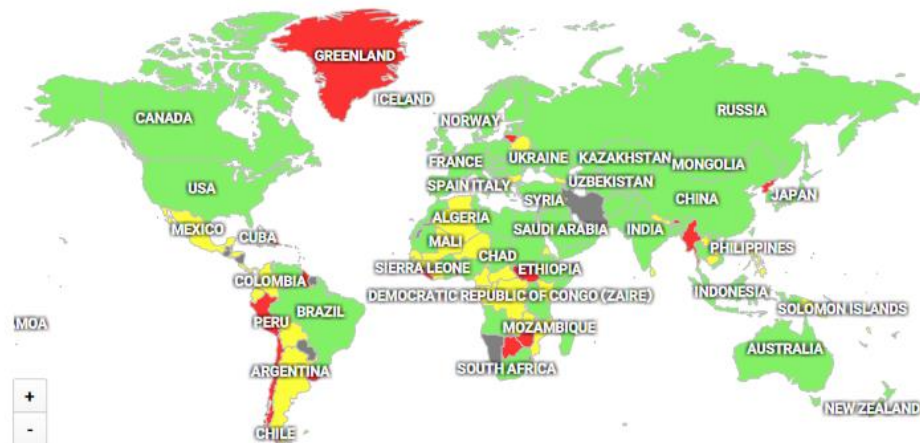 GREENLAND
ICELAND
CANADA
RUSSIA
NORWAY
FRANCE
UKRAINE
KAZAKHSTAN
MONGOLIA
USA
SPAIN
ITALY
UZBEKISTAN
CHINA
JAPAN
SYRIA
ALGERIA
MEXICO
CUBA
MALI
SAUDI ARABIA
INDIA
CHAD
PHILIPPINES
COLOMBIA
SIERRA LEONE
ETHIOPIA
INDONESIA
DEMOCRATIC REPUBLIC OF CONGO (ZAIRE)
SOLOMON ISLANDS
BRAZIL
PERU
AMOA
MOZAMBIQUE
AUSTRALIA
ARGENTINA
SOUTH AFRICA
NEW ZEALAND
CHILE
+
-